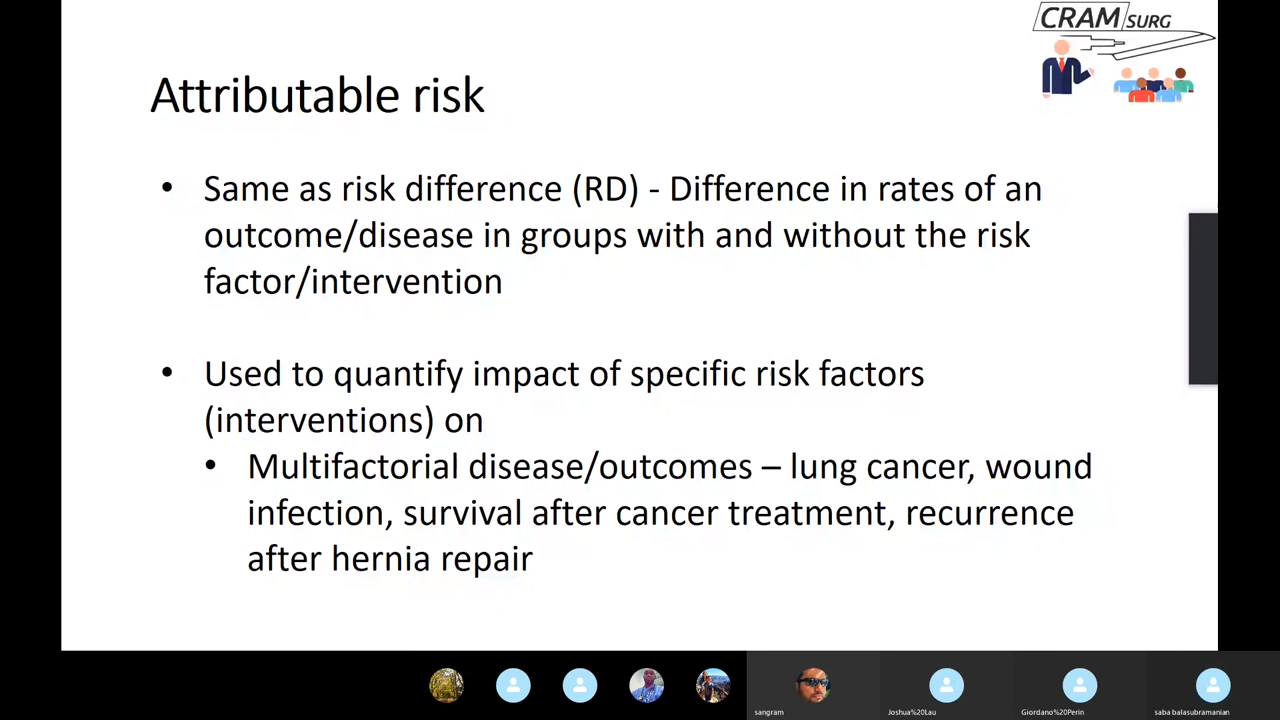 CRAM SURG
Attributable risk
• Same as risk difference (RD) - Difference in rates of an
outcome/disease in groups with and without the risk
factor/intervention
• Used to quantify impact of specific risk factors
(interventions) on
• Multifactorial disease/outcomes – lung cancer, wound
infection, survival after cancer treatment, recurrence
after hernia repair
sangram
Joshua%20Lau
Giordano%20Perin
saba balasubramanian